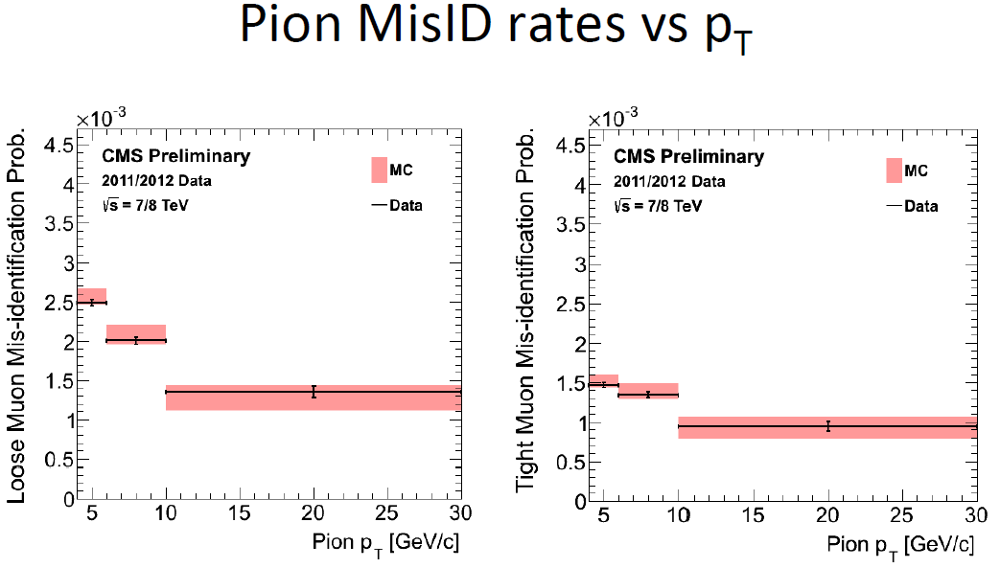 Pion MisID rates vs pT
×10-3
Loose Muon Mis-identification Prob.
4.5
4
3.5
3
2.5
2
1.5
1
0.5
0
CMS Preliminary
2011/2012 Data
√s = 7/8 TeV
MC
Data
5 10 15 20 25 30
Pion pT [GeV/c]
×10-3
Tight Muon Mis-identification Prob.
4.5
4
3.5
3
2.5
2
1.5
1
0.5
0
CMS Preliminary
2011/2012 Data
√s = 7/8 TeV
MC
Data
5 10 15 20 25 30
Pion pT [GeV/c]